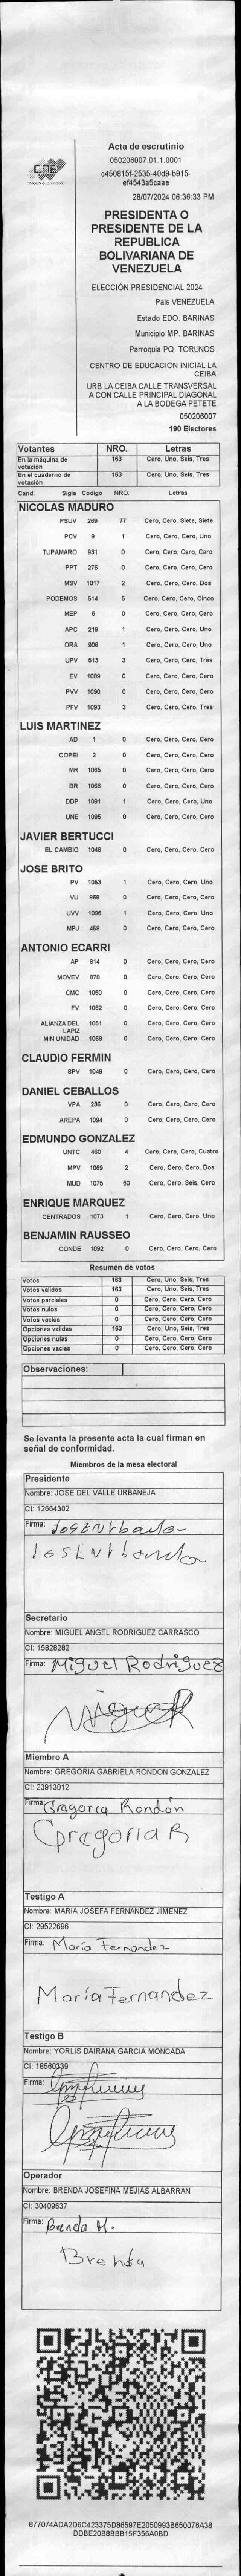 CNE
Acta de escrutinio
050206007.01.1.0001
c450815f-2535-40d9-b915-
ef4543a5caae
28/07/2024 06:36:33 PM
PRESIDENTA O
PRESIDENTE DE LA
REPUBLICA
BOLIVARIANA DE
VENEZUELA
ELECCIÓN PRESIDENCIAL 2024
Pais VENEZUELA
Estado EDO. BARINAS
Municipio MP. BARINAS
Parroquia PQ. TORUNOS
CENTRO DE EDUCACION INICIAL LA
CEIBA
URB LA CEIBA CALLE TRANSVERSAL
A CON CALLE PRINCIPAL DIAGONAL
A LA BODEGA PETETE
050206007
190 Electores
Votantes NRO. Letras
En la máquina de votación 163 Cero, Uno, Seis, Tres
En el cuaderno de votación 163 Cero, Uno, Seis, Tres
Cand. Sigla Código NRO. Letras
NICOLAS MADURO
PSUV 269 77 Cero, Cero, Siete, Siete
PCV 9 1 Cero, Cero, Cero, Uno
TUPAMARO 931 0 Cero, Cero, Cero, Cero
PPT 276 0 Cero, Cero, Cero, Cero
MSV 1017 2 Cero, Cero, Cero, Dos
PODEMOS 514 5 Cero, Cero, Cero, Cinco
MEP 6 0 Cero, Cero, Cero, Cero
APC 219 1 Cero, Cero, Cero, Uno
ORA 906 1 Cero, Cero, Cero, Uno
UPV 513 3 Cero, Cero, Cero, Tres
EV 1089 0 Cero, Cero, Cero, Cero
PVV 1090 0 Cero, Cero, Cero, Cero
PFV 1093 3 Cero, Cero, Cero, Tres
LUIS MARTINEZ
AD 1 0 Cero, Cero, Cero, Cero
COPEI 2 0 Cero, Cero, Cero, Cero
MR 1065 0 Cero, Cero, Cero, Cero
BR 1066 0 Cero, Cero, Cero, Cero
DDP 1091 1 Cero, Cero, Cero, Uno
UNE 1095 0 Cero, Cero, Cero, Cero
JAVIER BERTUCCI
EL CAMBIO 1048 0 Cero, Cero, Cero, Cero
JOSE BRITO
PV 1053 1 Cero, Cero, Cero, Uno
VU 868 0 Cero, Cero, Cero, Cero
UVV 1096 1 Cero, Cero, Cero, Uno
MPJ 458 0 Cero, Cero, Cero, Cero
ANTONIO ECARRI
AP 814 0 Cero, Cero, Cero, Cero
MOVEV 878 0 Cero, Cero, Cero, Cero
CMC 1050 0 Cero, Cero, Cero, Cero
FV 1062 0 Cero, Cero, Cero, Cero
ALIANZA DEL LAPIZ 1051 0 Cero, Cero, Cero, Cero
MIN UNIDAD 1068 0 Cero, Cero, Cero, Cero
CLAUDIO FERMIN
SPV 1049 0 Cero, Cero, Cero, Cero
DANIEL CEBALLOS
VPA 236 0 Cero, Cero, Cero, Cero
AREPA 1094 0 Cero, Cero, Cero, Cero
EDMUNDO GONZALEZ
UNTC 460 4 Cero, Cero, Cero, Cuatro
MPV 1069 2 Cero, Cero, Cero, Dos
MUD 1075 60 Cero, Cero, Seis, Cero
ENRIQUE MARQUEZ
CENTRADOS 1073 1 Cero, Cero, Cero, Uno
BENJAMIN RAUSSEO
CONDE 1092 0 Cero, Cero, Cero, Cero
Resumen de votos
Votos 163 Cero, Uno, Seis, Tres
Votos validos 163 Cero, Uno, Seis, Tres
Votos parciales 0 Cero, Cero, Cero, Cero
Votos nulos 0 Cero, Cero, Cero, Cero
Votos vacios 0 Cero, Cero, Cero, Cero
Opciones validas 163 Cero, Uno, Seis, Tres
Opciones nulas 0 Cero, Cero, Cero, Cero
Opciones vacias 0 Cero, Cero, Cero, Cero
Observaciones:
Se levanta la presente acta la cual firman en
señal de conformidad.
Miembros de la mesa electoral
Presidente
Nombre: JOSE DEL VALLE URBANEJA
CI: 12664302
Firma:
Secretario
Nombre: MIGUEL ANGEL RODRIGUEZ CARRASCO
CI: 15828282
Firma: Miguel Rodriguez
Miembro A
Nombre: GREGORIA GABRIELA RONDON GONZALEZ
CI: 23913012
Firma: Gregorca Rondón
Gregoria R
Testigo A
Nombre: MARIA JOSEFA FERNANDEZ JIMENEZ
CI: 29522696
Firma: María Fernandez
María Fernandez
Testigo B
Nombre: YORLIS DAIRANA GARCIA MONCADA
CI: 18560339
Firma:
Operador
Nombre: BRENDA JOSEFINA MEJIAS ALBARRAN
CI: 30409637
Firma: Brenda M.
Brenda
877074ADA2D6C423375D86597E2050993B650076A38
DDBE20B8BBB15F356A0BD